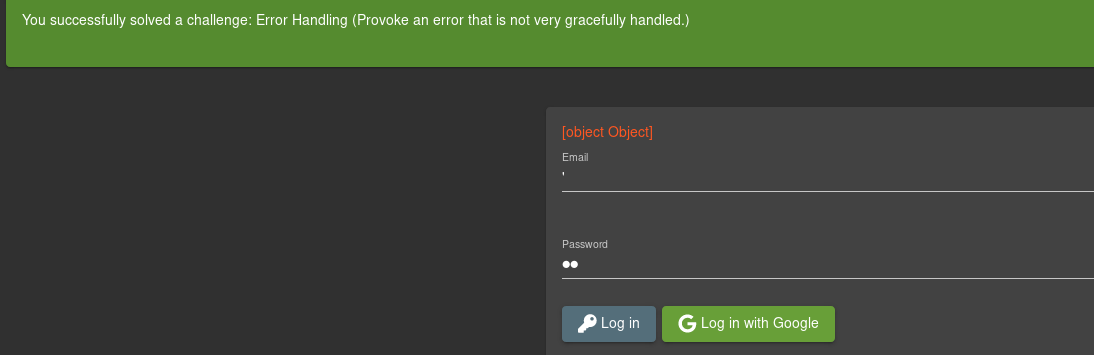 You successfully solved a challenge: Error Handling (Provoke an error that is not very gracefully handled.)
[object Object]
Email
'
Password
••
Log in
Log in with Google